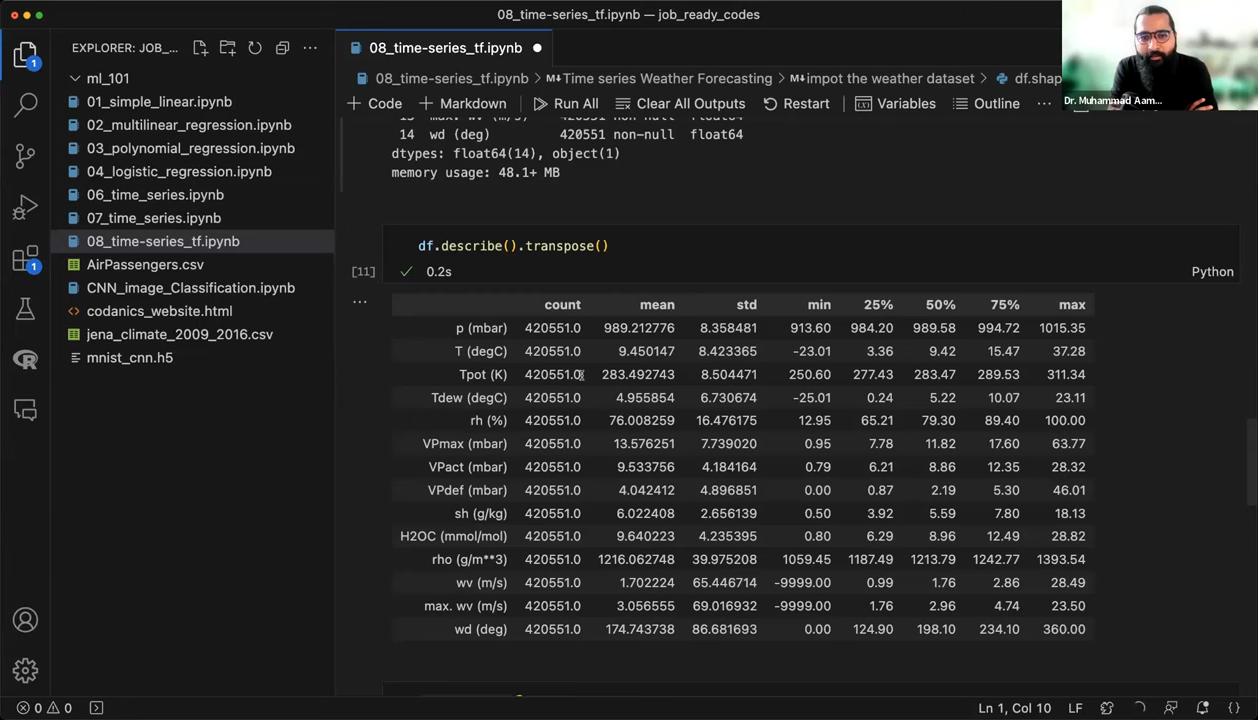 08_time-series_tf.ipynb — job_ready_codes
EXPLORER: JOB_...
08_time-series_tf.ipynb
08_time-series_tf.ipynb > M↓Time series Weather Forecasting > M↓impot the weather dataset > df.shap
Code Markdown Run All Clear All Outputs Restart Variables Outline ...
Dr. Muhammad Aam...
1
ml_101
01_simple_linear.ipynb
02_multilinear_regression.ipynb
03_polynomial_regression.ipynb
04_logistic_regression.ipynb
06_time_series.ipynb
07_time_series.ipynb
08_time-series_tf.ipynb
AirPassengers.csv
CNN_image_Classification.ipynb
codanics_website.html
jena_climate_2009_2016.csv
mnist_cnn.h5
1
13 max. wv (m/s) 420551 non-null float64
14 wd (deg) 420551 non-null float64
dtypes: float64(14), object(1)
memory usage: 48.1+ MB
df.describe().transpose()
[11] 0.2s Python
...
count mean std min 25% 50% 75% max
p (mbar) 420551.0 989.212776 8.358481 913.60 984.20 989.58 994.72 1015.35
T (degC) 420551.0 9.450147 8.423365 -23.01 3.36 9.42 15.47 37.28
Tpot (K) 420551.0 283.492743 8.504471 250.60 277.43 283.47 289.53 311.34
Tdew (degC) 420551.0 4.955854 6.730674 -25.01 0.24 5.22 10.07 23.11
rh (%) 420551.0 76.008259 16.476175 12.95 65.21 79.30 89.40 100.00
VPmax (mbar) 420551.0 13.576251 7.739020 0.95 7.78 11.82 17.60 63.77
VPact (mbar) 420551.0 9.533756 4.184164 0.79 6.21 8.86 12.35 28.32
VPdef (mbar) 420551.0 4.042412 4.896851 0.00 0.87 2.19 5.30 46.01
sh (g/kg) 420551.0 6.022408 2.656139 0.50 3.92 5.59 7.80 18.13
H2OC (mmol/mol) 420551.0 9.640223 4.235395 0.80 6.29 8.96 12.49 28.82
rho (g/m**3) 420551.0 1216.062748 39.975208 1059.45 1187.49 1213.79 1242.77 1393.54
wv (m/s) 420551.0 1.702224 65.446714 -9999.00 0.99 1.76 2.86 28.49
max. wv (m/s) 420551.0 3.056555 69.016932 -9999.00 1.76 2.96 4.74 23.50
wd (deg) 420551.0 174.743738 86.681693 0.00 124.90 198.10 234.10 360.00
0 0 Ln 1, Col 10 LF